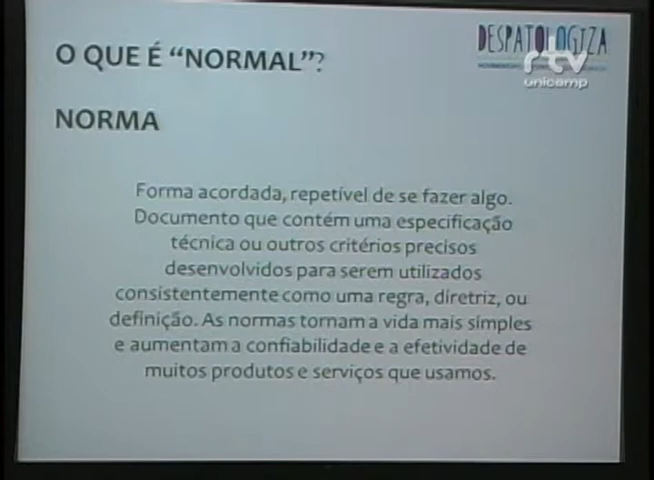 O QUE É “NORMAL”?
DESPATOLOGIZA
rtv
unicamp
NORMA
Forma acordada, repetível de se fazer algo.
Documento que contém uma especificação
técnica ou outros critérios precisos
desenvolvidos para serem utilizados
consistentemente como uma regra, diretriz, ou
definição. As normas tornam a vida mais simples
e aumentam a confiabilidade e a efetividade de
muitos produtos e serviços que usamos.